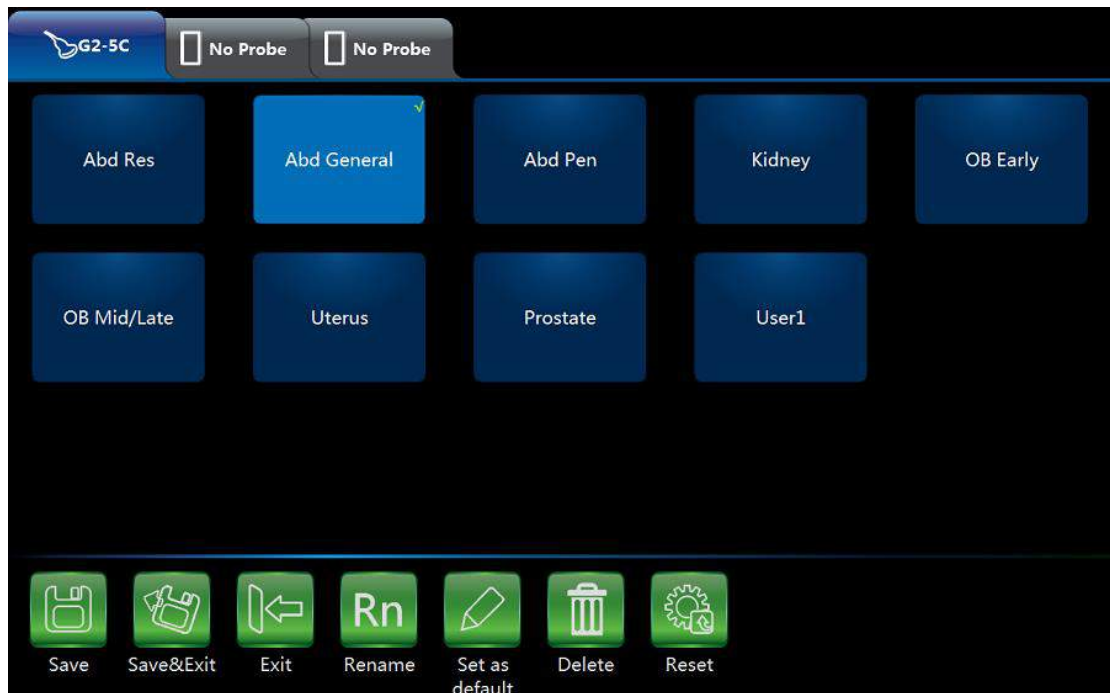 G2-5C
No Probe
No Probe
√
Abd Res
Abd General
Abd Pen
Kidney
OB Early
OB Mid/Late
Uterus
Prostate
User1
Rn
Save
Save&Exit
Exit
Rename
Set as
default
Delete
Reset